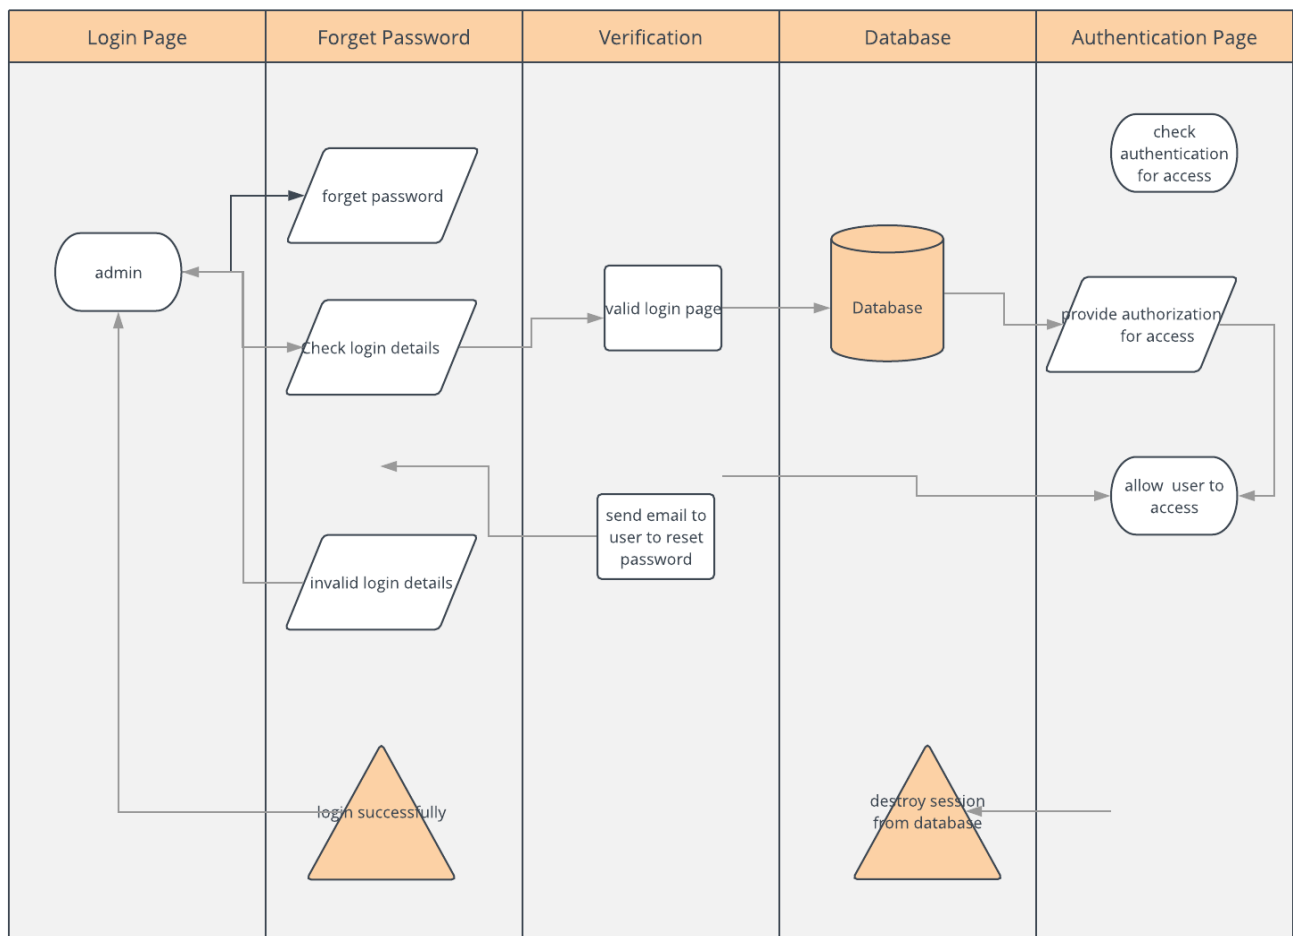 Login Page
Forget Password
Verification
Database
Authentication Page
check
authentication
for access
forget password
admin
valid login page
Database
provide authorization
for access
Check login details
send email to
user to reset
password
allow  user to
access
invalid login details
login successfully
destroy session
from database